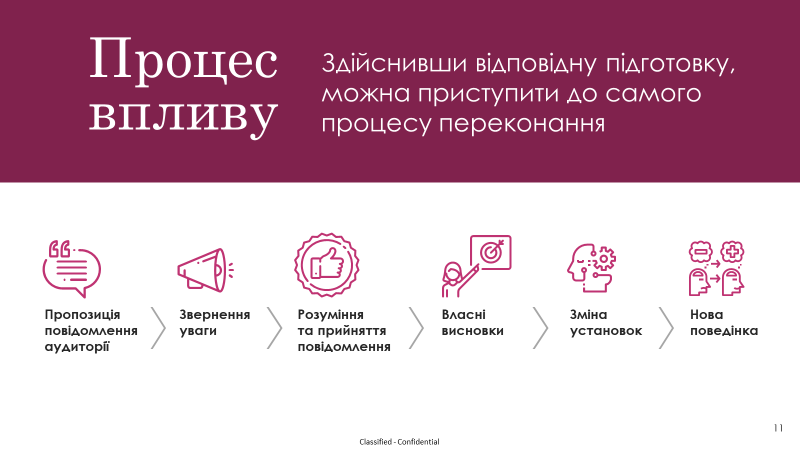 Процес
впливу
Здійснивши відповідну підготовку,
можна приступити до самого
процесу переконання
Пропозиція
повідомлення
аудиторії
Звернення
уваги
Розуміння
та прийняття
повідомлення
Власні
висновки
Зміна
установок
Нова
поведінка
11
Classified - Confidential